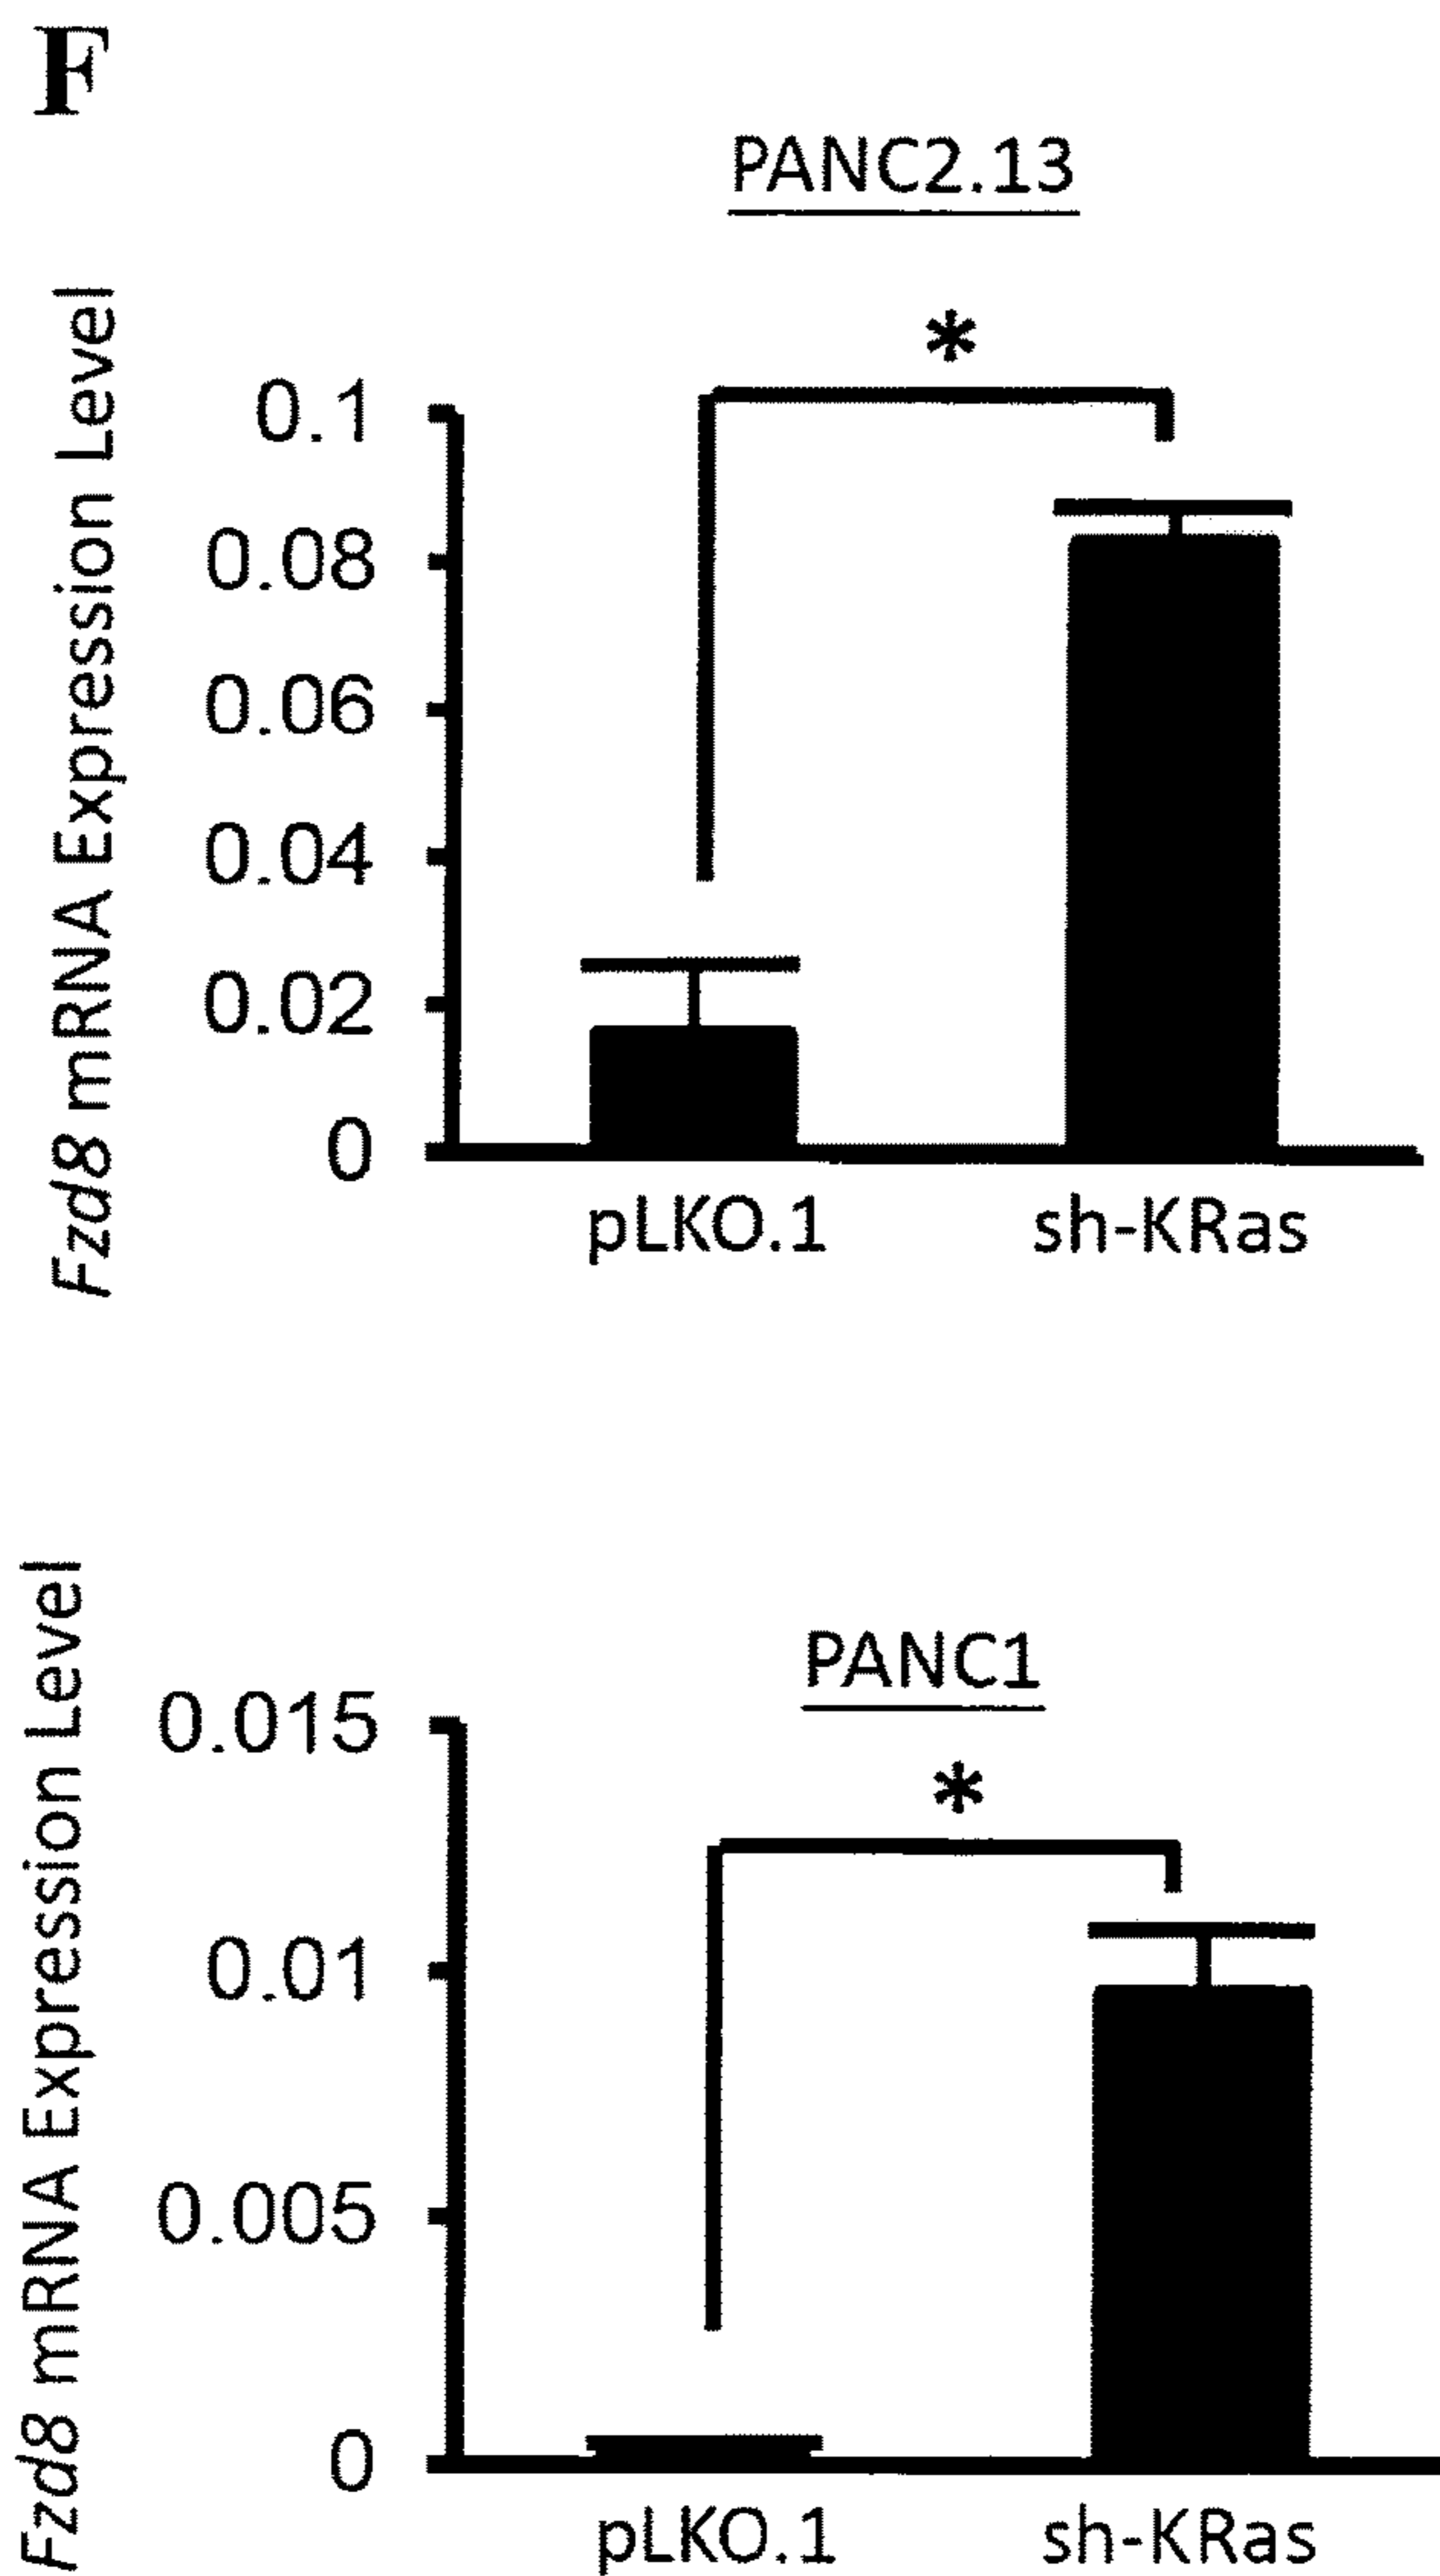 F
PANC2.13
Fzd8 mRNA Expression Level
*
0.1
0.08
0.06
0.04
0.02
0
pLKO.1
sh-KRas
PANC1
Fzd8 mRNA Expression Level
*
0.015
0.01
0.005
0
pLKO.1
sh-KRas